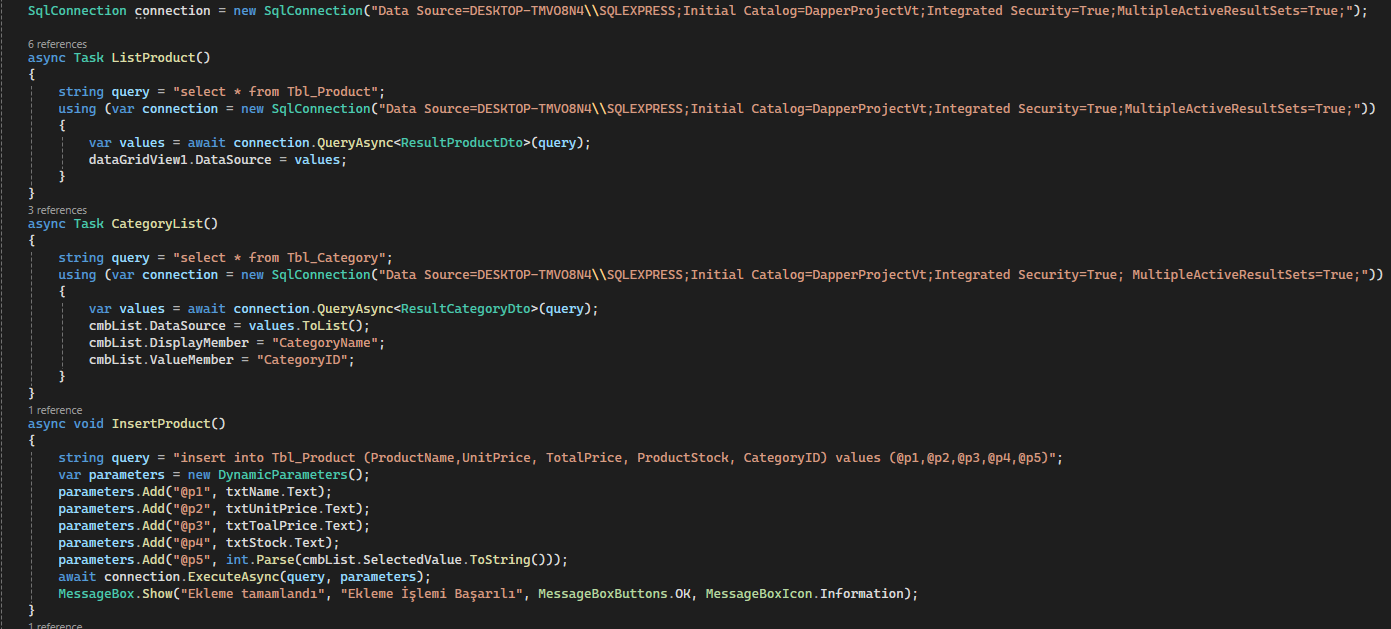 SqlConnection connection = new SqlConnection("Data Source=DESKTOP-TMVO8N4\\SQLEXPRESS;Initial Catalog=DapperProjectVt;Integrated Security=True;MultipleActiveResultSets=True;");
6 references
async Task ListProduct()
{
string query = "select * from Tbl_Product";
using (var connection = new SqlConnection("Data Source=DESKTOP-TMVO8N4\\SQLEXPRESS;Initial Catalog=DapperProjectVt;Integrated Security=True;MultipleActiveResultSets=True;"))
{
var values = await connection.QueryAsync<ResultProductDto>(query);
dataGridView1.DataSource = values;
}
}
3 references
async Task CategoryList()
{
string query = "select * from Tbl_Category";
using (var connection = new SqlConnection("Data Source=DESKTOP-TMVO8N4\\SQLEXPRESS;Initial Catalog=DapperProjectVt;Integrated Security=True; MultipleActiveResultSets=True;"))
{
var values = await connection.QueryAsync<ResultCategoryDto>(query);
cmbList.DataSource = values.ToList();
cmbList.DisplayMember = "CategoryName";
cmbList.ValueMember = "CategoryID";
}
}
1 reference
async void InsertProduct()
{
string query = "insert into Tbl_Product (ProductName,UnitPrice, TotalPrice, ProductStock, CategoryID) values (@p1,@p2,@p3,@p4,@p5)";
var parameters = new DynamicParameters();
parameters.Add("@p1", txtName.Text);
parameters.Add("@p2", txtUnitPrice.Text);
parameters.Add("@p3", txtToalPrice.Text);
parameters.Add("@p4", txtStock.Text);
parameters.Add("@p5", int.Parse(cmbList.SelectedValue.ToString()));
await connection.ExecuteAsync(query, parameters);
MessageBox.Show("Ekleme tamamlandı", "Ekleme İşlemi Başarılı", MessageBoxButtons.OK, MessageBoxIcon.Information);
}
1 reference